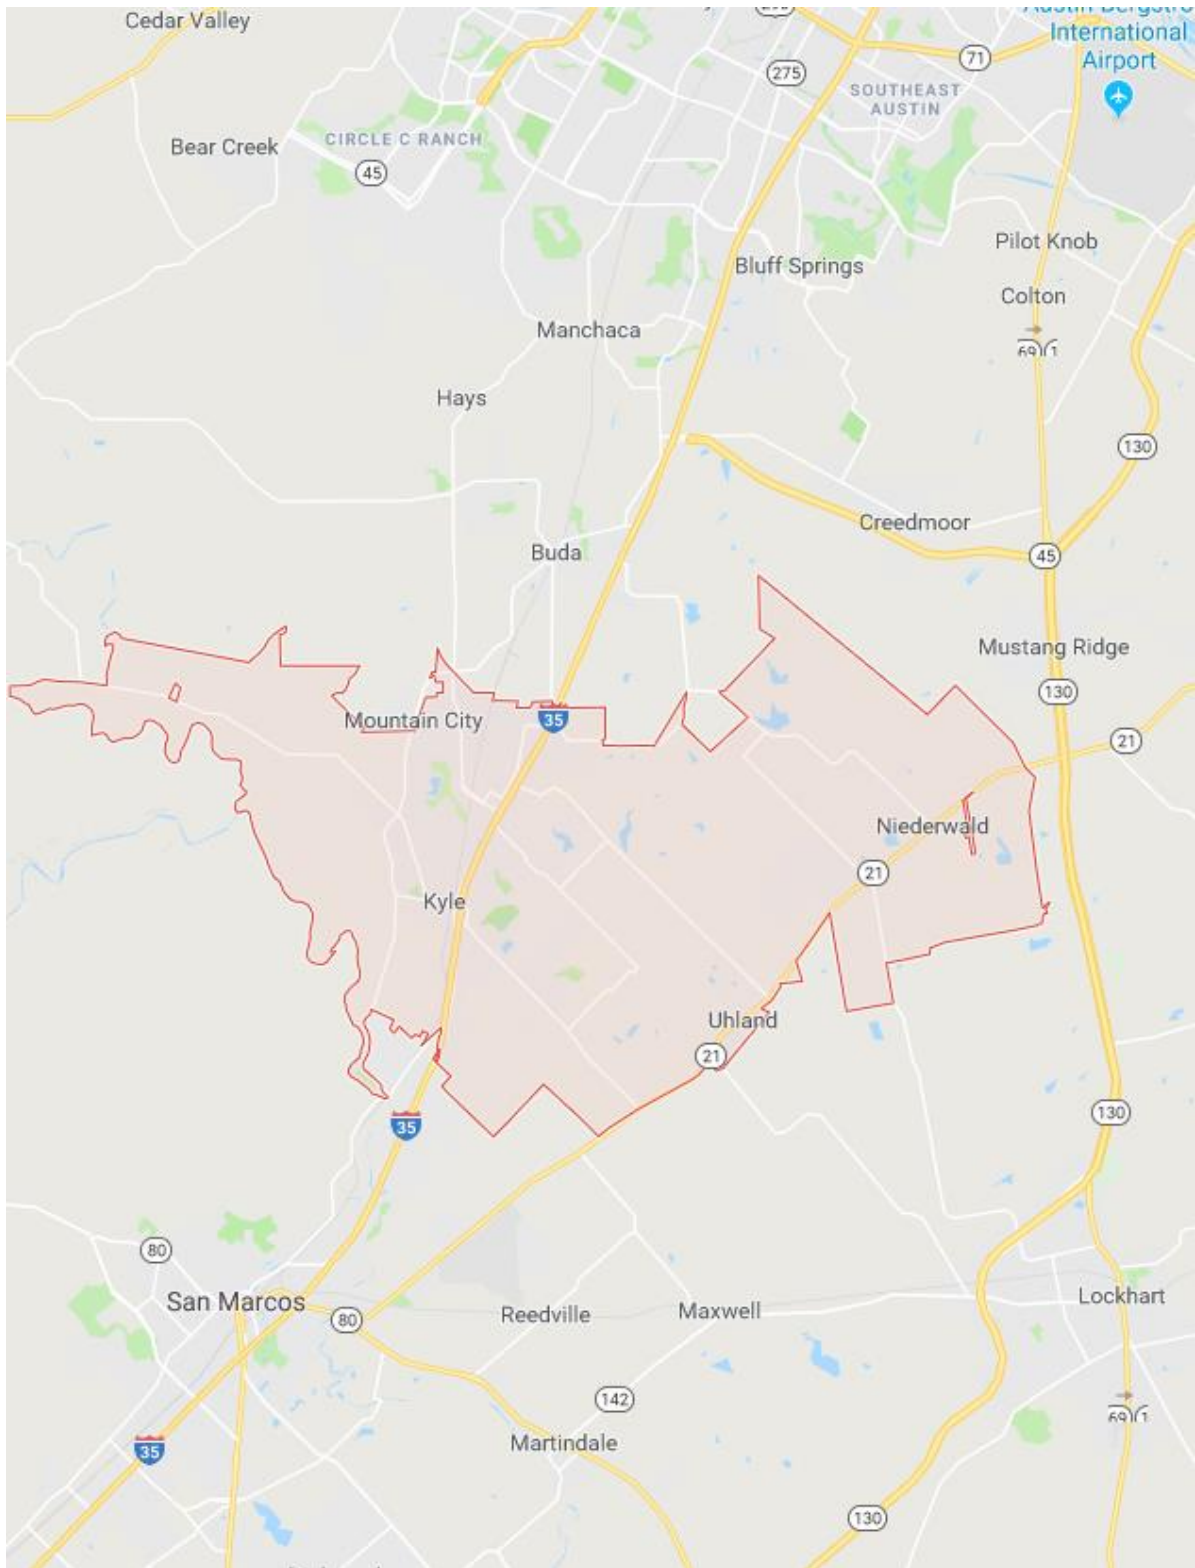 Cedar Valley
Austin Bergstro
International
Airport
71
275
SOUTHEAST
AUSTIN
CIRCLE C RANCH
Bear Creek
45
Pilot Knob
Bluff Springs
Colton
Manchaca
Hays
130
Creedmoor
Buda
45
Mustang Ridge
130
Mountain City
35
21
Niederwald
21
Kyle
Uhland
21
130
35
80
San Marcos
80
Reedville
Maxwell
Lockhart
142
Martindale
35
130